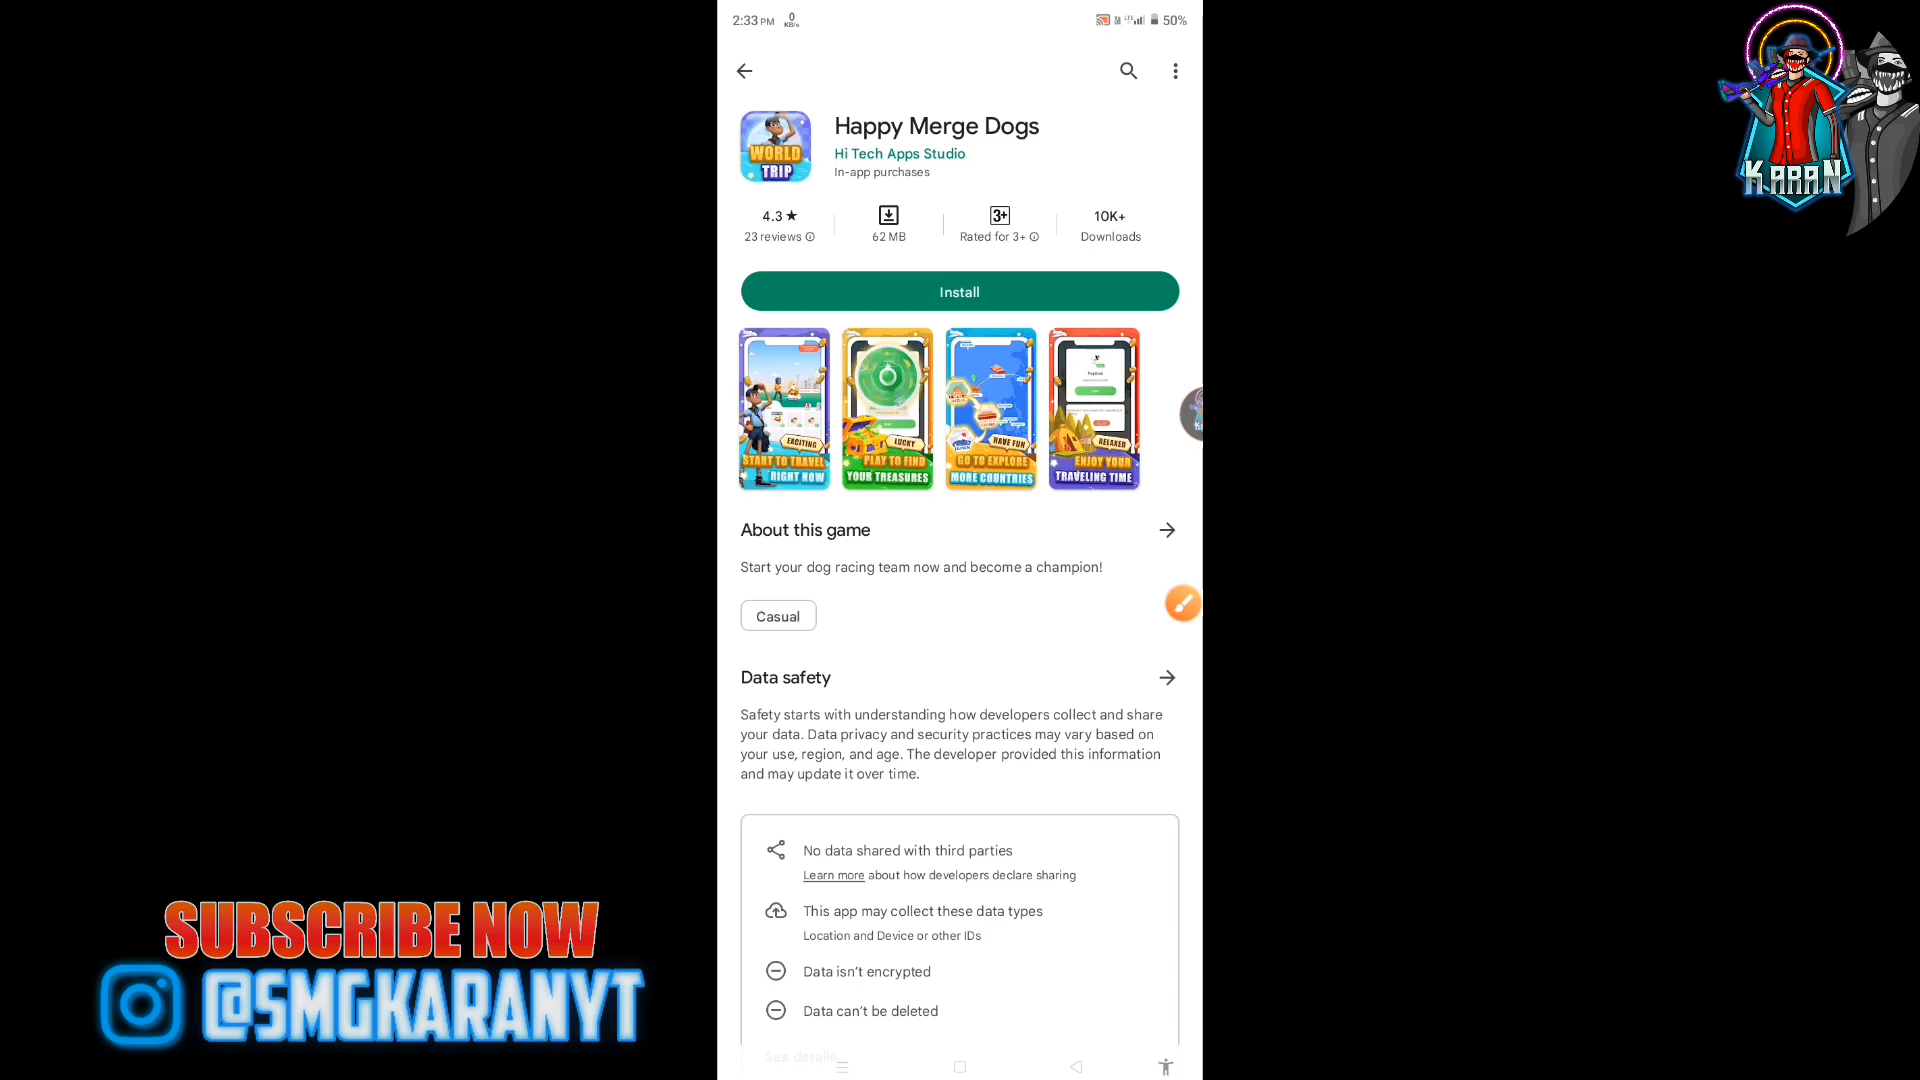 2:33 PM 0 KB/s
50%
Happy Merge Dogs
Hi Tech Apps Studio
In-app purchases
WORLD
TRIP
4.3★
23 reviews
62 MB
3+
Rated for 3+
10K+
Downloads
Install
EXCITING
START TO TRAVEL
RIGHT NOW
LUCKY
PLAY TO FIND
YOUR TREASURES
HAVE FUN
GO TO EXPLORE
MORE COUNTRIES
RELAXED
ENJOY YOUR
TRAVELING TIME
About this game
Start your dog racing team now and become a champion!
Casual
Data safety
Safety starts with understanding how developers collect and share
your data. Data privacy and security practices may vary based on
your use, region, and age. The developer provided this information
and may update it over time.
No data shared with third parties
Learn more about how developers declare sharing
This app may collect these data types
Location and Device or other IDs
Data isn't encrypted
Data can't be deleted
See details
KARAN
SUBSCRIBE NOW
@SMGKARANYT